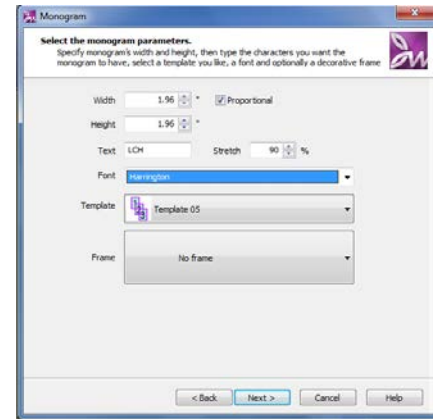 Monogram
Select the monogram parameters.
Specify monogram's width and height, then type the characters you want the
monogram to have, select a template you like, a font and optionally a decorative frame
Width 1.96 " Proportional
Height 1.96 "
Text LCH Stretch 90 %
Font Harrington
Template Template 05
Frame No frame
< Back Next > Cancel Help